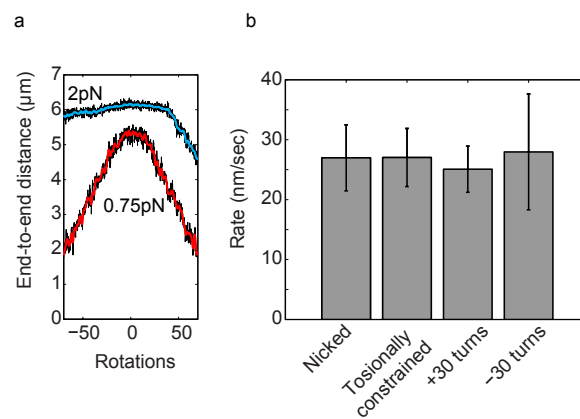 a
b
7
6
5
4
3
2
1
0
2pN
0.75pN
End-to-end distance (μm)
−50
0
50
Rotations
40
30
20
10
0
Rate (nm/sec)
Nicked
Tosionally
constrained
+30 turns
−30 turns